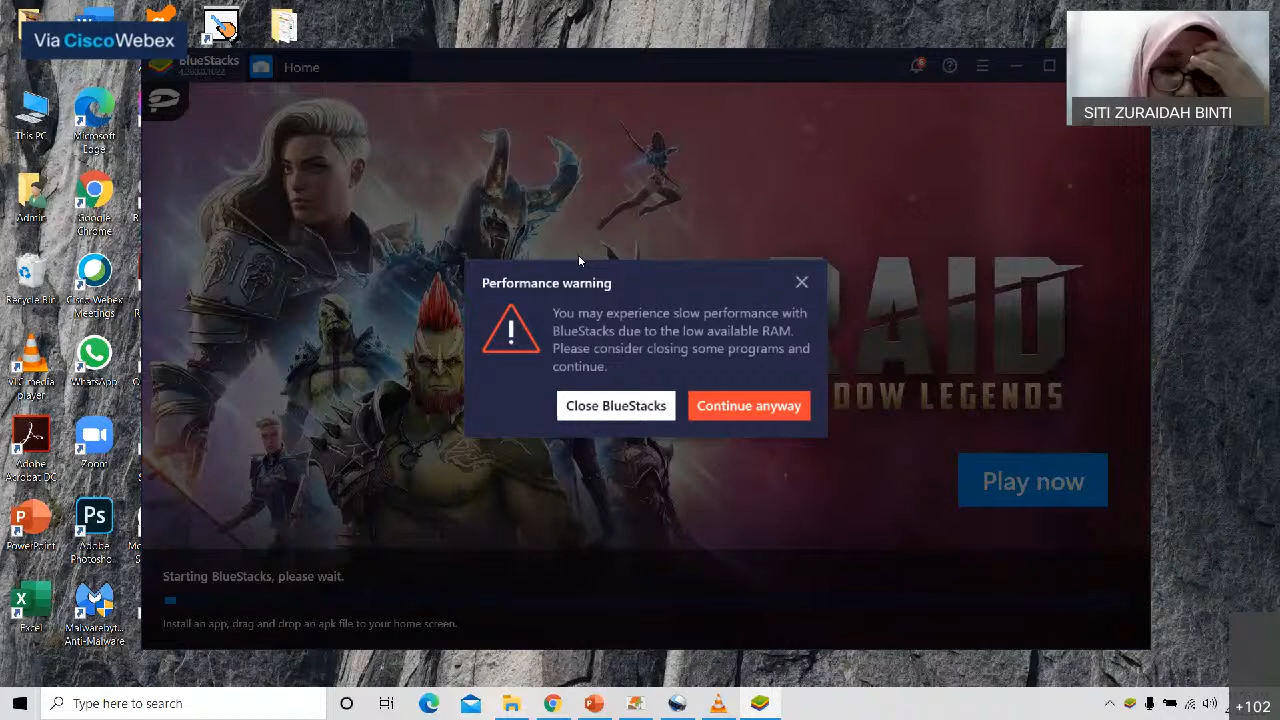 Via CiscoWebex
BlueStacks
Home
SITI ZURAIDAH BINTI
This PC
Microsoft
Edge
Admin
Google
Chrome
Recycle Bin
Cisco Webex
Meetings
VLC media
player
WhatsApp
Adobe
Acrobat DC
Zoom
PowerPoint
Adobe
Photosho...
Excel
Malwarebyt...
Anti-Malware
Performance warning
You may experience slow performance with
BlueStacks due to the low available RAM.
Please consider closing some programs and
continue.
Close BlueStacks
Continue anyway
RAID
DOW LEGENDS
Play now
Starting BlueStacks, please wait.
Install an app, drag and drop an apk file to your home screen.
Type here to search
+102